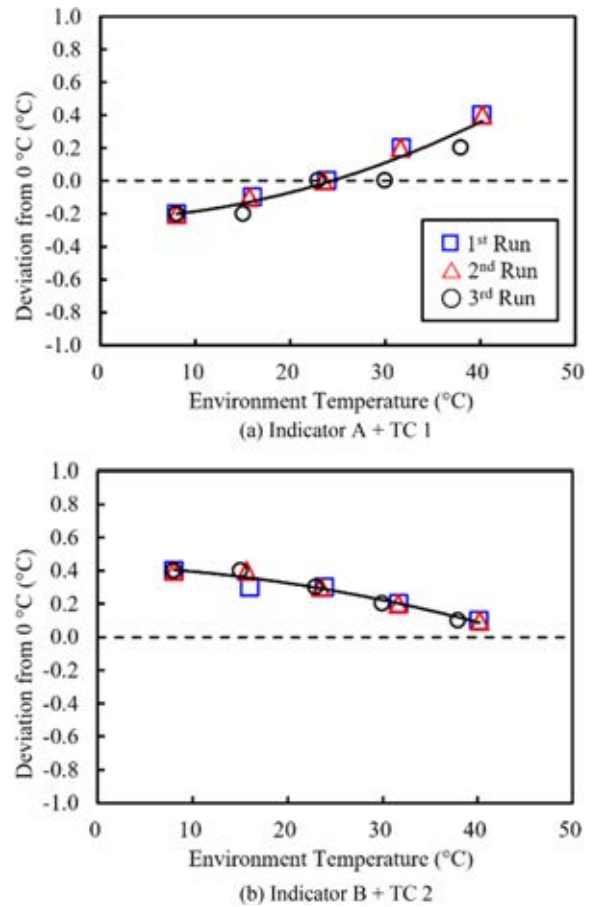 1.0
0.8
0.6
0.4
0.2
0.0
-0.2
-0.4
-0.6
-0.8
-1.0
Deviation from 0 °C (°C)
1st Run
2nd Run
3rd Run
0 10 20 30 40 50
Environment Temperature (°C)
(a) Indicator A + TC 1
1.0
0.8
0.6
0.4
0.2
0.0
-0.2
-0.4
-0.6
-0.8
-1.0
Deviation from 0 °C (°C)
0 10 20 30 40 50
Environment Temperature (°C)
(b) Indicator B + TC 2